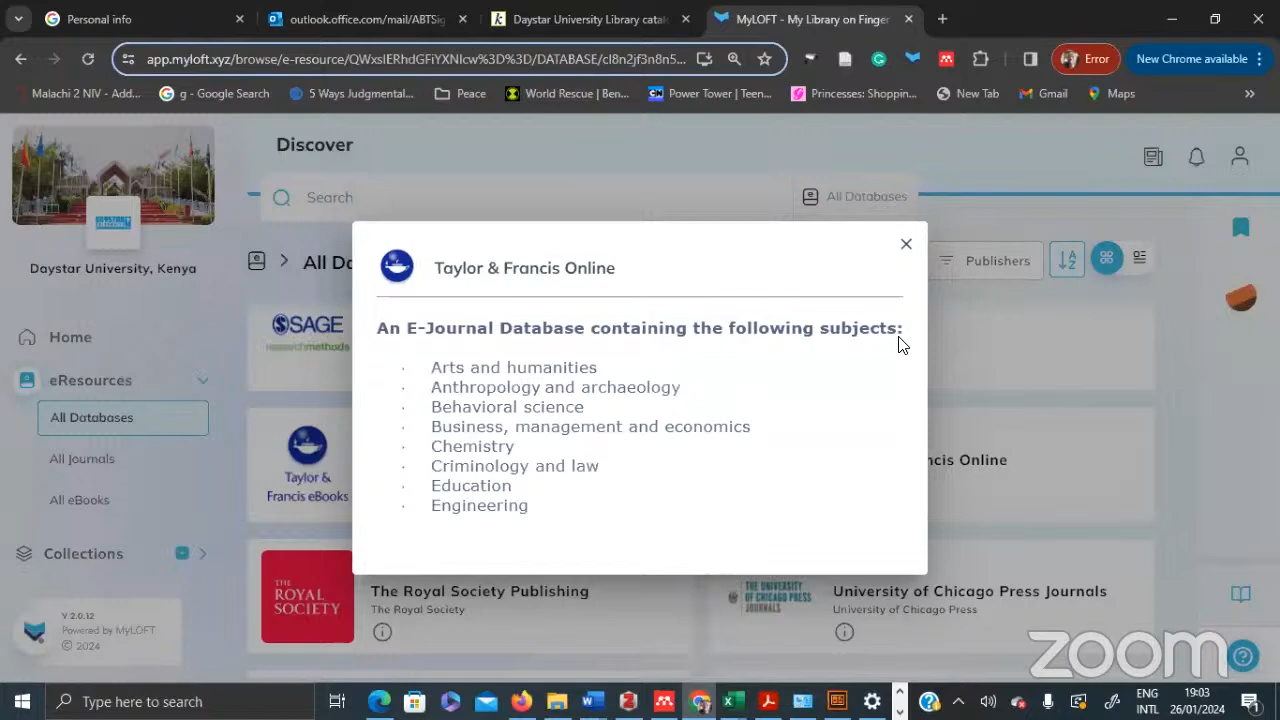 Personal info
outlook.office.com/mail/ABTSig
Daystar University Library catal
MyLOFT - My Library on Finger
app.myloft.xyz/browse/e-resource/QWxsIERhdGFiYXNlcw%3D%3D/DATABASE/cl8n2jf3n8n5...
Error
New Chrome available
Malachi 2 NIV - Add...
g - Google Search
5 Ways Judgmental...
Peace
World Rescue | Ben...
Power Tower | Teen...
Princesses: Shoppin...
New Tab
Gmail
Maps
Discover
Search
All Databases
DAYSTAR
Daystar University, Kenya
All Da
Publishers
Taylor & Francis Online
An E-Journal Database containing the following subjects:
· Arts and humanities
· Anthropology and archaeology
· Behavioral science
· Business, management and economics
· Chemistry
· Criminology and law
· Education
· Engineering
Home
eResources
All Databases
All Journals
All eBooks
Collections
V 2.0.12
Powered by MyLOFT
© 2024
SAGE
researchmethods
Taylor &
Francis eBooks
ncis Online
THE
ROYAL
SOCIETY
The Royal Society Publishing
The Royal Society
THE UNIVERSITY
OF CHICAGO PRESS
JOURNALS
University of Chicago Press Journals
University of Chicago Press
zoom
Type here to search
ENG
INTL
19:03
26/01/2024